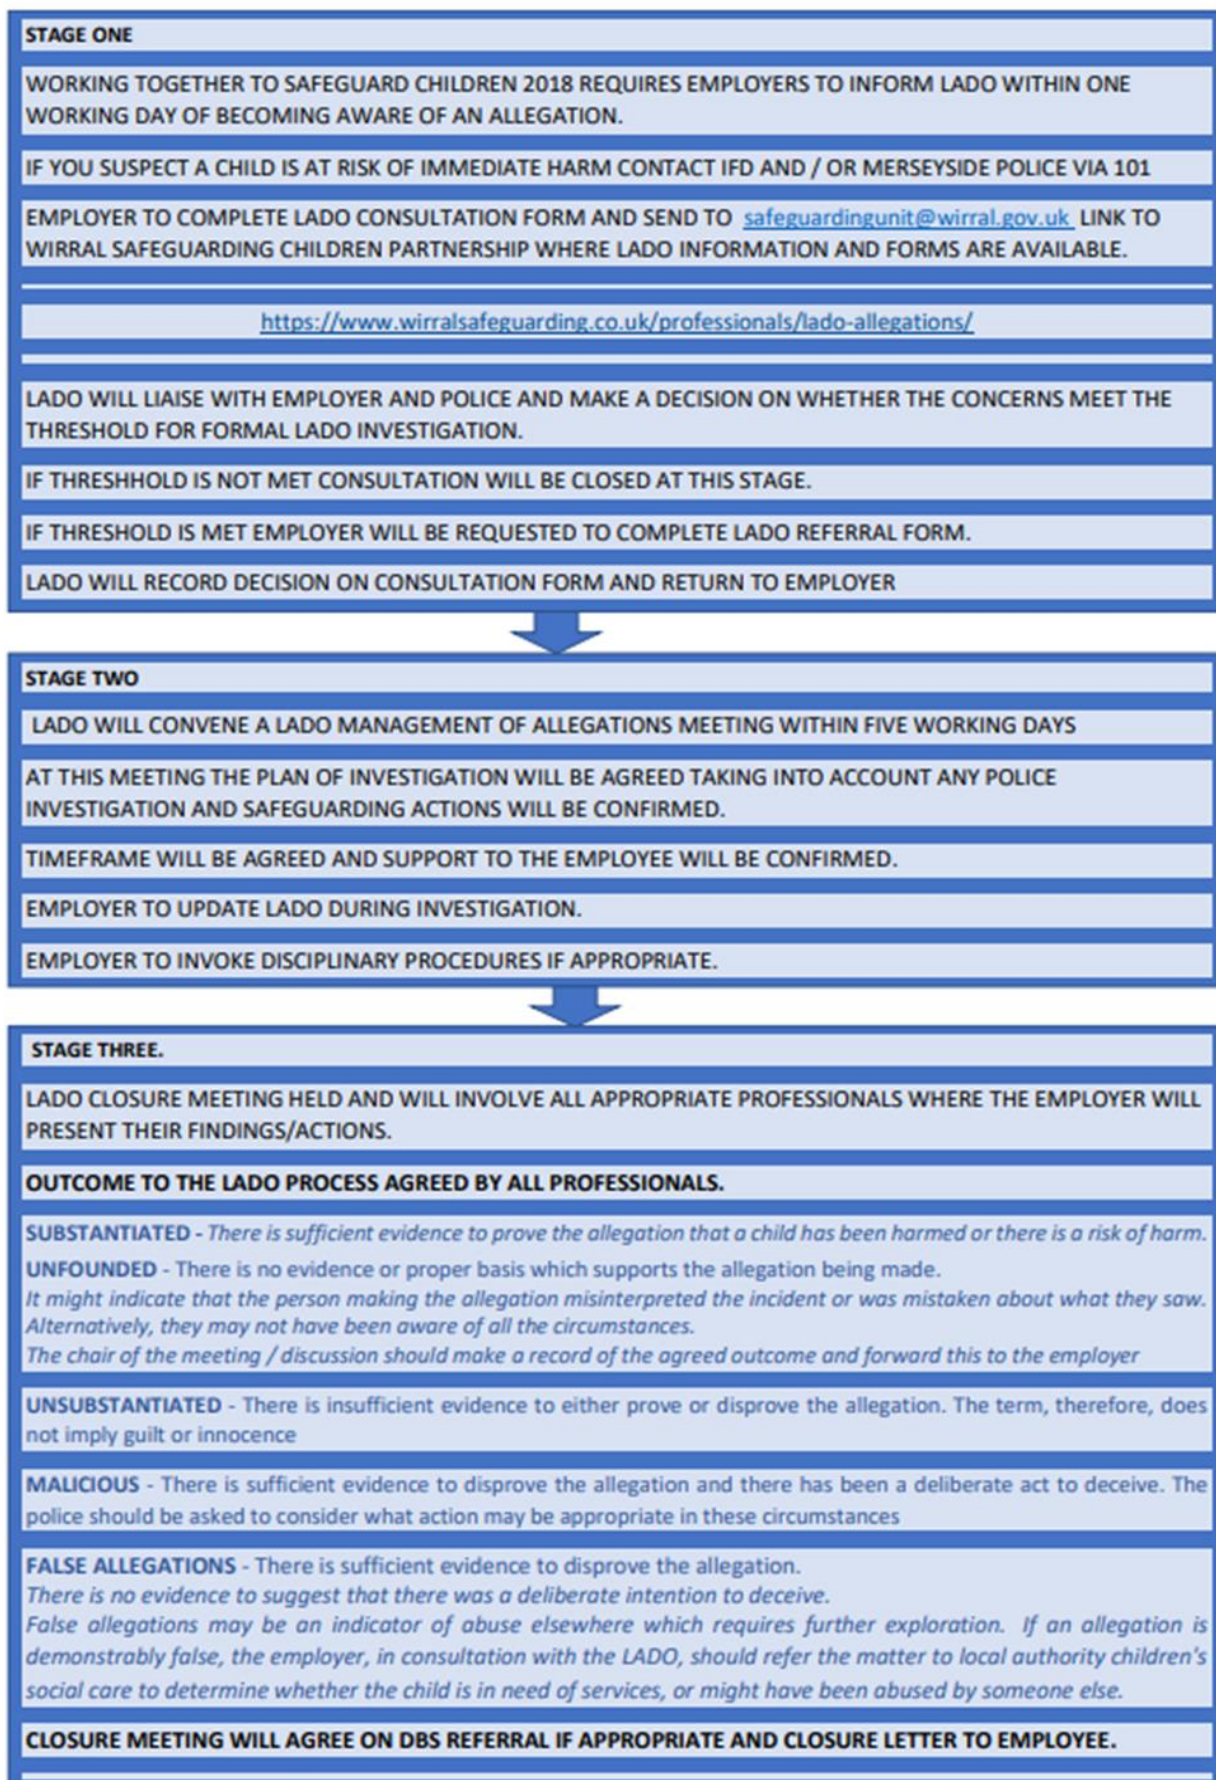 STAGE ONE
WORKING TOGETHER TO SAFEGUARD CHILDREN 2018 REQUIRES EMPLOYERS TO INFORM LADO WITHIN ONE
WORKING DAY OF BECOMING AWARE OF AN ALLEGATION.
IF YOU SUSPECT A CHILD IS AT RISK OF IMMEDIATE HARM CONTACT IFD AND / OR MERSEYSIDE POLICE VIA 101
EMPLOYER TO COMPLETE LADO CONSULTATION FORM AND SEND TO safeguardingunit@wirral.gov.uk LINK TO
WIRRAL SAFEGUARDING CHILDREN PARTNERSHIP WHERE LADO INFORMATION AND FORMS ARE AVAILABLE.
https://www.wirralsafeguarding.co.uk/professionals/lado-allegations/
LADO WILL LIAISE WITH EMPLOYER AND POLICE AND MAKE A DECISION ON WHETHER THE CONCERNS MEET THE
THRESHOLD FOR FORMAL LADO INVESTIGATION.
IF THRESHHOLD IS NOT MET CONSULTATION WILL BE CLOSED AT THIS STAGE.
IF THRESHOLD IS MET EMPLOYER WILL BE REQUESTED TO COMPLETE LADO REFERRAL FORM.
LADO WILL RECORD DECISION ON CONSULTATION FORM AND RETURN TO EMPLOYER
STAGE TWO
LADO WILL CONVENE A LADO MANAGEMENT OF ALLEGATIONS MEETING WITHIN FIVE WORKING DAYS
AT THIS MEETING THE PLAN OF INVESTIGATION WILL BE AGREED TAKING INTO ACCOUNT ANY POLICE
INVESTIGATION AND SAFEGUARDING ACTIONS WILL BE CONFIRMED.
TIMEFRAME WILL BE AGREED AND SUPPORT TO THE EMPLOYEE WILL BE CONFIRMED.
EMPLOYER TO UPDATE LADO DURING INVESTIGATION.
EMPLOYER TO INVOKE DISCIPLINARY PROCEDURES IF APPROPRIATE.
STAGE THREE.
LADO CLOSURE MEETING HELD AND WILL INVOLVE ALL APPROPRIATE PROFESSIONALS WHERE THE EMPLOYER WILL
PRESENT THEIR FINDINGS/ACTIONS.
OUTCOME TO THE LADO PROCESS AGREED BY ALL PROFESSIONALS.
SUBSTANTIATED - There is sufficient evidence to prove the allegation that a child has been harmed or there is a risk of harm.
UNFOUNDED - There is no evidence or proper basis which supports the allegation being made.
It might indicate that the person making the allegation misinterpreted the incident or was mistaken about what they saw.
Alternatively, they may not have been aware of all the circumstances.
The chair of the meeting / discussion should make a record of the agreed outcome and forward this to the employer
UNSUBSTANTIATED - There is insufficient evidence to either prove or disprove the allegation. The term, therefore, does
not imply guilt or innocence
MALICIOUS - There is sufficient evidence to disprove the allegation and there has been a deliberate act to deceive. The
police should be asked to consider what action may be appropriate in these circumstances
FALSE ALLEGATIONS - There is sufficient evidence to disprove the allegation.
There is no evidence to suggest that there was a deliberate intention to deceive.
False allegations may be an indicator of abuse elsewhere which requires further exploration. If an allegation is
demonstrably false, the employer, in consultation with the LADO, should refer the matter to local authority children's
social care to determine whether the child is in need of services, or might have been abused by someone else.
CLOSURE MEETING WILL AGREE ON DBS REFERRAL IF APPROPRIATE AND CLOSURE LETTER TO EMPLOYEE.